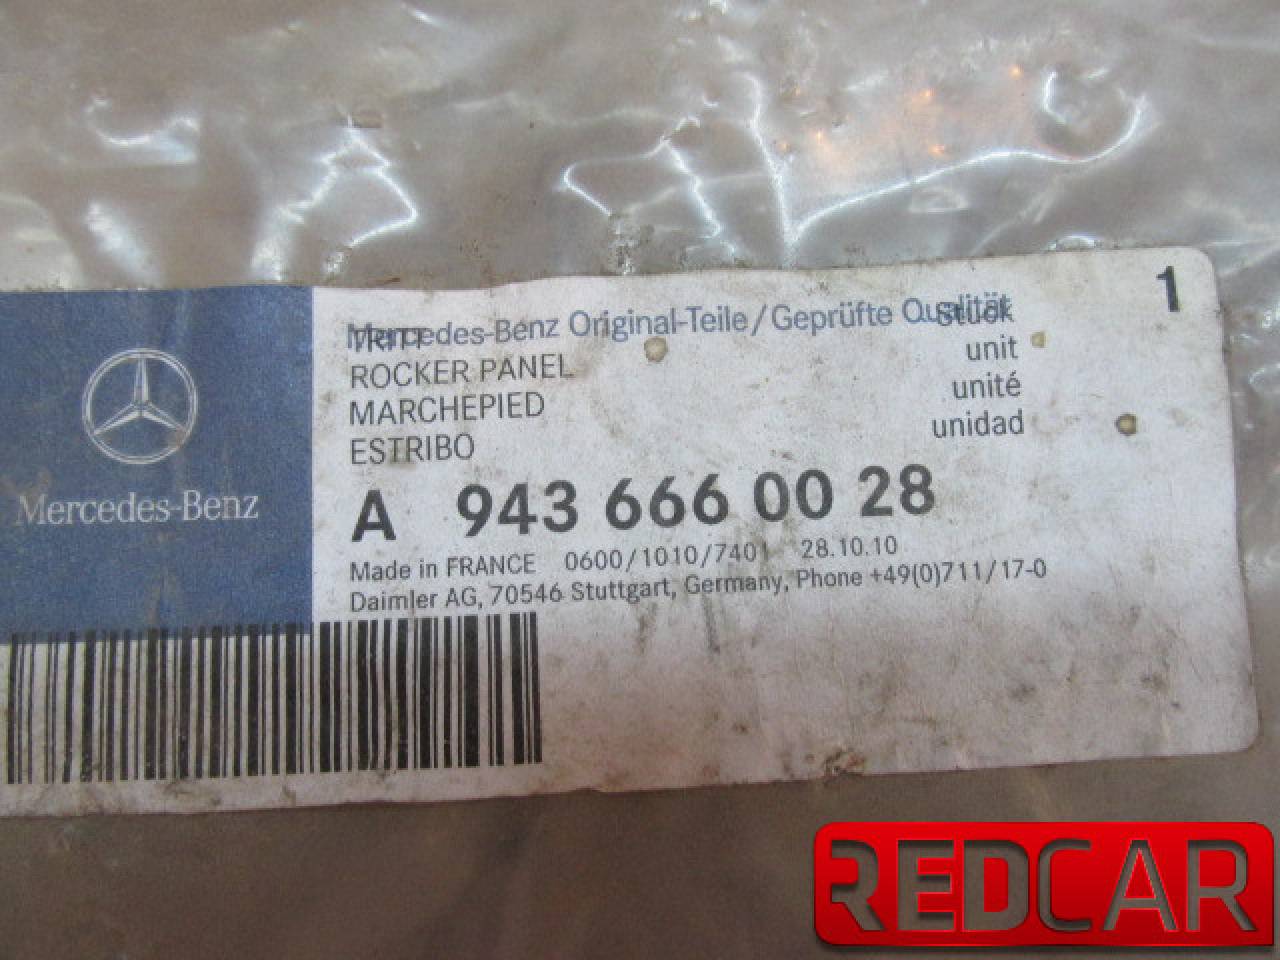 1
Mercedes-Benz Original-Teile/Geprüfte Qualität
TRITT Stück
ROCKER PANEL unit
MARCHEPIED unité
ESTRIBO unidad
Mercedes-Benz
A 943 666 00 28
Made in FRANCE 0600/1010/7401 28.10.10
Daimler AG, 70546 Stuttgart, Germany, Phone +49(0)711/17-0
REDCAR